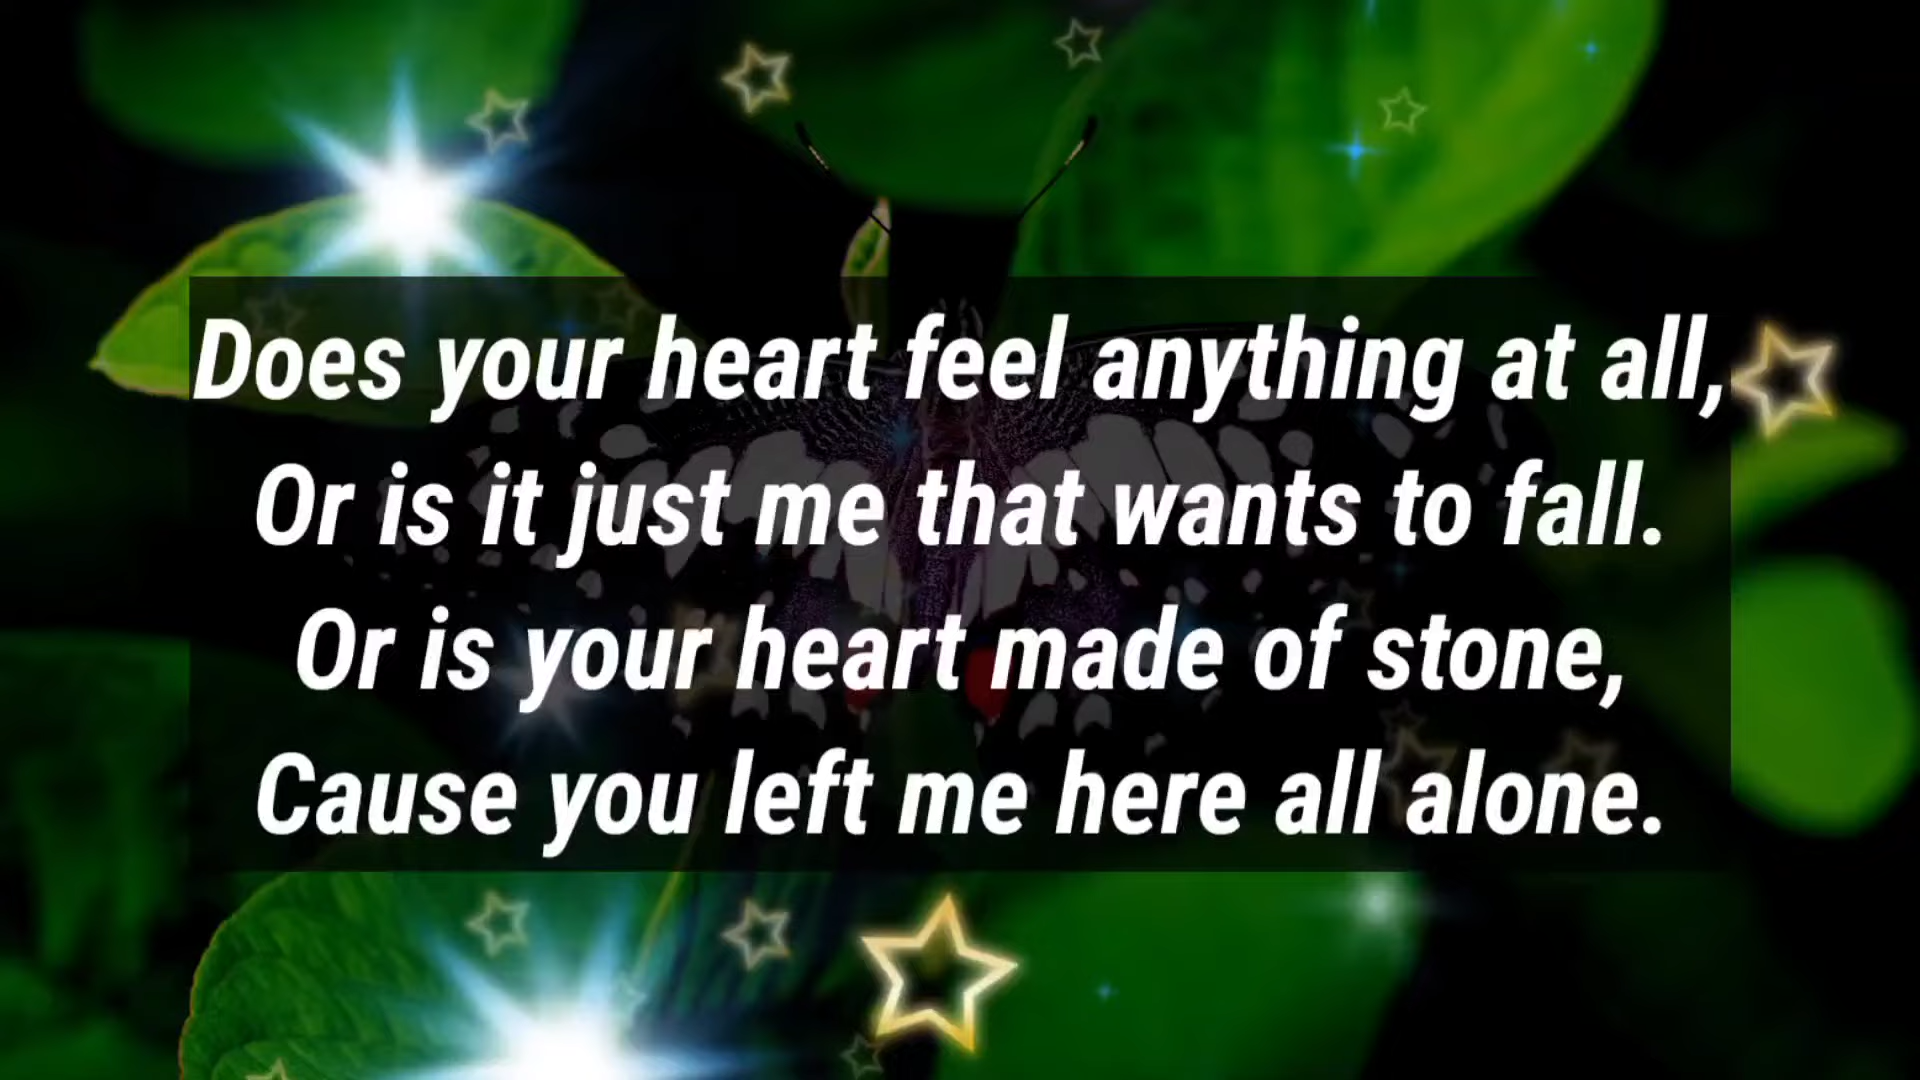 Does your heart feel anything at all,
Or is it just me that wants to fall.
Or is your heart made of stone,
Cause you left me here all alone.